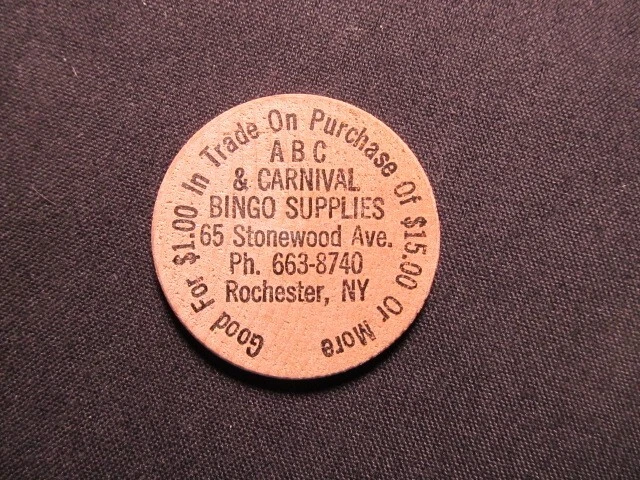 Good For $1.00 In Trade On Purchase Of $15.00 Or More
A B C
& CARNIVAL
BINGO SUPPLIES
65 Stonewood Ave.
Ph. 663-8740
Rochester, NY